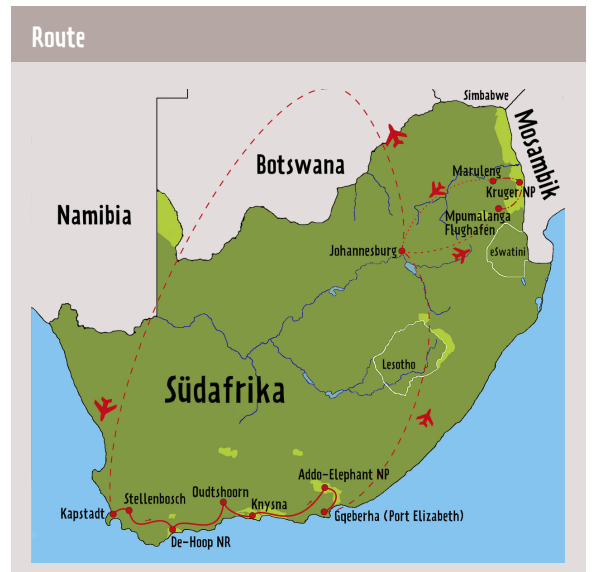 Route
Simbabwe
Mosambik
Botswana
Maruleng
Kruger NP
Namibia
Mpumalanga
Flughafen
Johannesburg
eSwatini
Lesotho
Südafrika
Addo-Elephant NP
Oudtshoorn
Stellenbosch
Knysna
Kapstadt
Gqeberha (Port Elizabeth)
De-Hoop NR